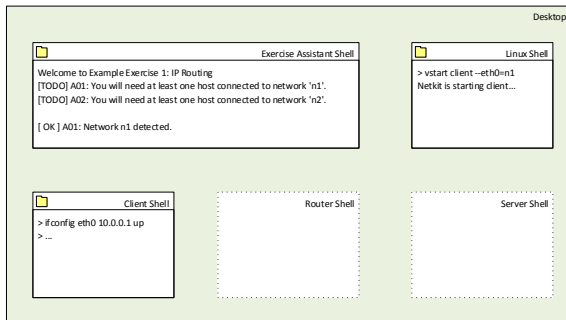 Desktop
Exercise Assistant Shell
Welcome to Example Exercise 1: IP Routing
[TODO] A01: You will need at least one host connected to network 'n1'.
[TODO] A02: You will need at least one host connected to network 'n2'.
[ OK ] A01: Network n1 detected.
Linux Shell
> vstart client --eth0=n1
Netkit is starting client...
Client Shell
> ifconfig eth0 10.0.0.1 up
> ...
Router Shell
Server Shell